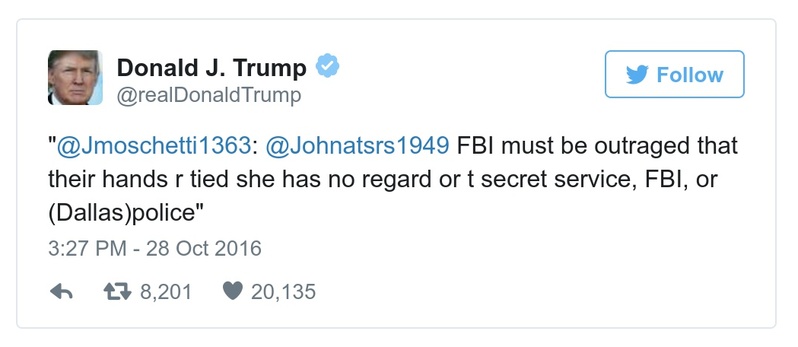 Donald J. Trump
@realDonaldTrump
Follow
"@Jmoschetti1363: @Johnatsrs1949 FBI must be outraged that
their hands r tied she has no regard or t secret service, FBI, or
(Dallas)police"
3:27 PM - 28 Oct 2016
8,201 20,135